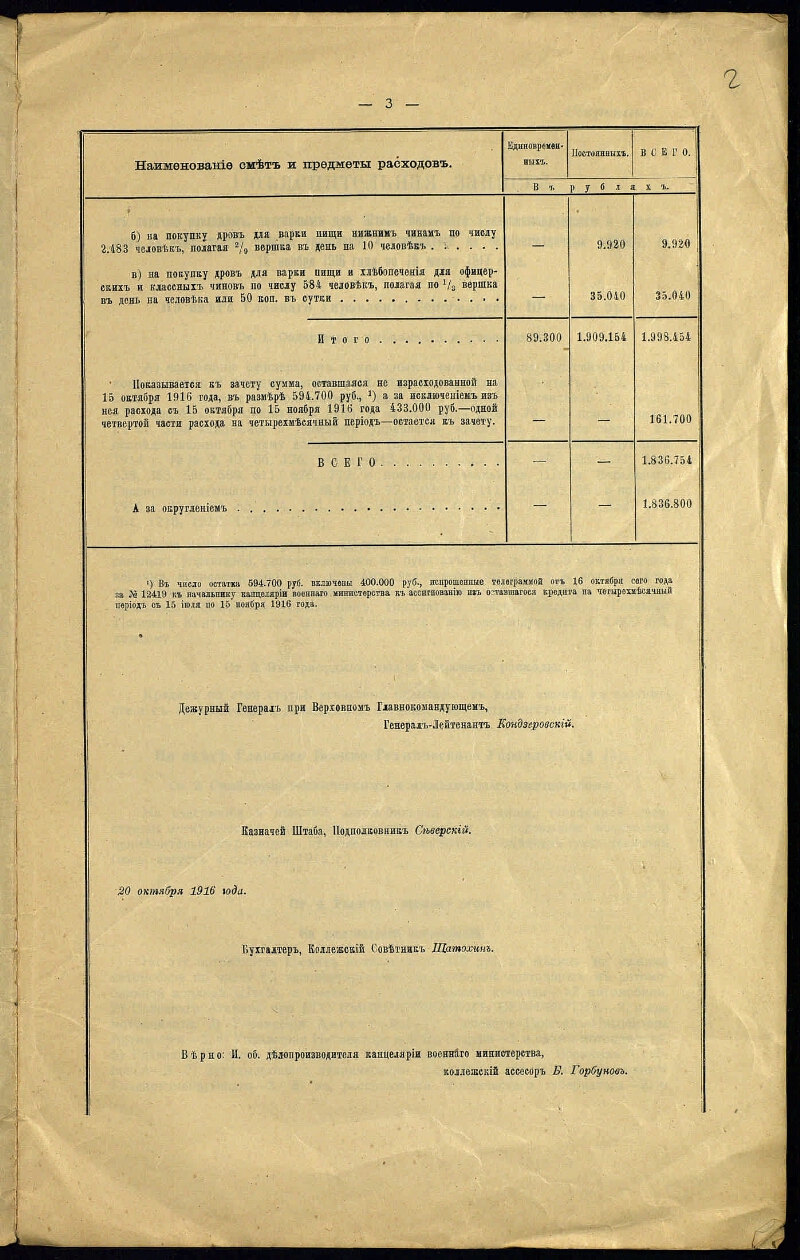 2
— 3 —
Наименованіе смѣтъ и предметы расходовъ.
Единовремен-
ныхъ.
Постоянныхъ.
ВСЕГО.
Въ рубляхъ.
б) на покупку дровъ для варки пищи нижнимъ чинамъ по числу
2.483 человѣкъ, полагая 2/9 вершка въ день на 10 человѣкъ . . . . . . — 9.920 9.920
в) на покупку дровъ для варки пищи и хлѣбопеченія для офицер-
скихъ и классныхъ чиновъ по числу 584 человѣкъ, полагая по 1/3 вершка
въ день на человѣка или 50 коп. въ сутки . . . . . . . . . . . . . — 35.040 35.040
Итого . . . . . . . . . . 89.300 1.909.154 1.998.454
Показывается къ зачету сумма, оставшаяся не израсходованной на
15 октября 1916 года, въ размѣрѣ 594.700 руб., ¹) а за исключеніемъ изъ
нея расхода съ 15 октября по 15 ноября 1916 года 433.000 руб.—одной
четвертой части расхода на четырехмѣсячный періодъ—остается къ зачету. — — 161.700
ВСЕГО . . . . . . . . . . — — 1.836.754
А за округленіемъ . . . . . . . . . . . . . . . . . . . . . — — 1.836.800
¹) Въ число остатка 594.700 руб. включены 400.000 руб., испрошенные телеграммой отъ 16 октября сего года
за № 12419 къ начальнику канцеляріи военнаго министерства къ ассигнованію изъ оставшагося кредита на четырехмѣсячный
періодъ съ 15 іюля по 15 ноября 1916 года.
Дежурный Генералъ при Верховномъ Главнокомандующемъ,
Генералъ-Лейтенантъ Кондзеровскій.
Казначей Штаба, Подполковникъ Сѣверскій.
20 октября 1916 года.
Бухгалтеръ, Коллежскій Совѣтникъ Шатохинъ.
Вѣрно: И. об. дѣлопроизводителя канцеляріи военнаго министерства,
коллежскій ассесоръ Б. Горбуновъ.